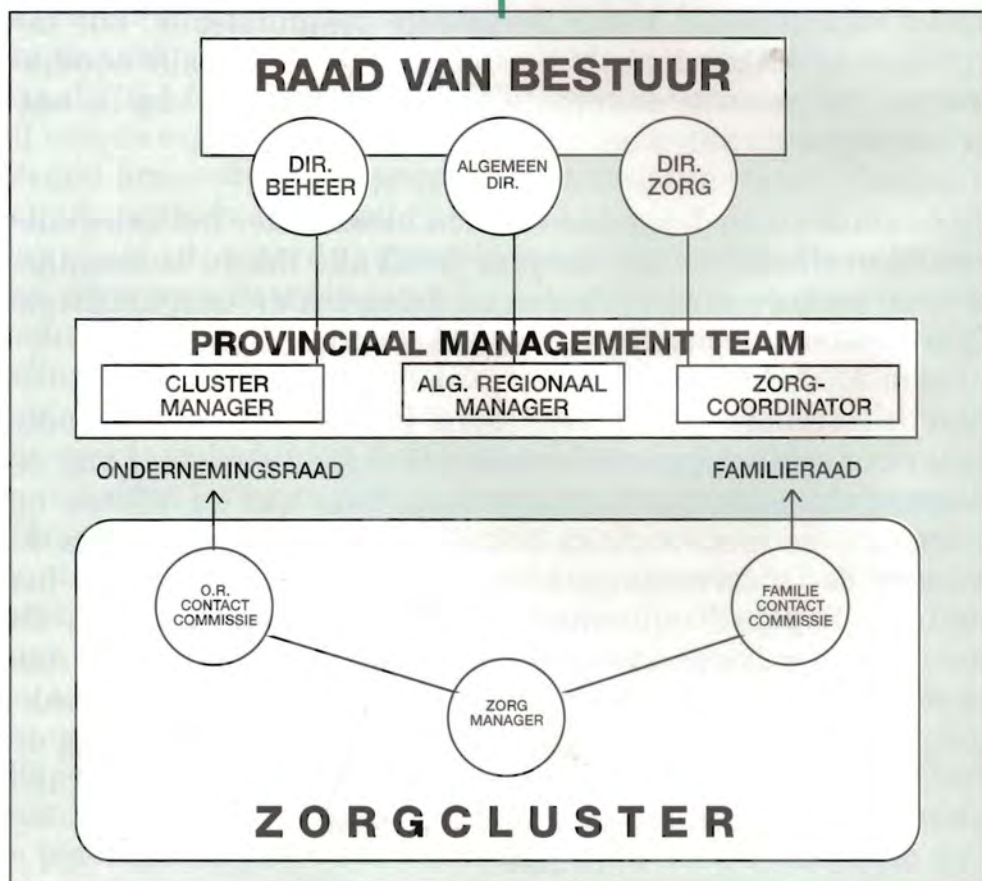 RAAD VAN BESTUUR
DIR.
BEHEER
ALGEMEEN
DIR.
DIR.
ZORG
PROVINCIAAL MANAGEMENT TEAM
CLUSTER
MANAGER
ALG. REGIONAAL
MANAGER
ZORG-
COORDINATOR
ONDERNEMINGSRAAD
FAMILIERAAD
O.R.
CONTACT
COMMISSIE
FAMILIE
CONTACT
COMMISSIE
ZORG
MANAGER
ZORGCLUSTER